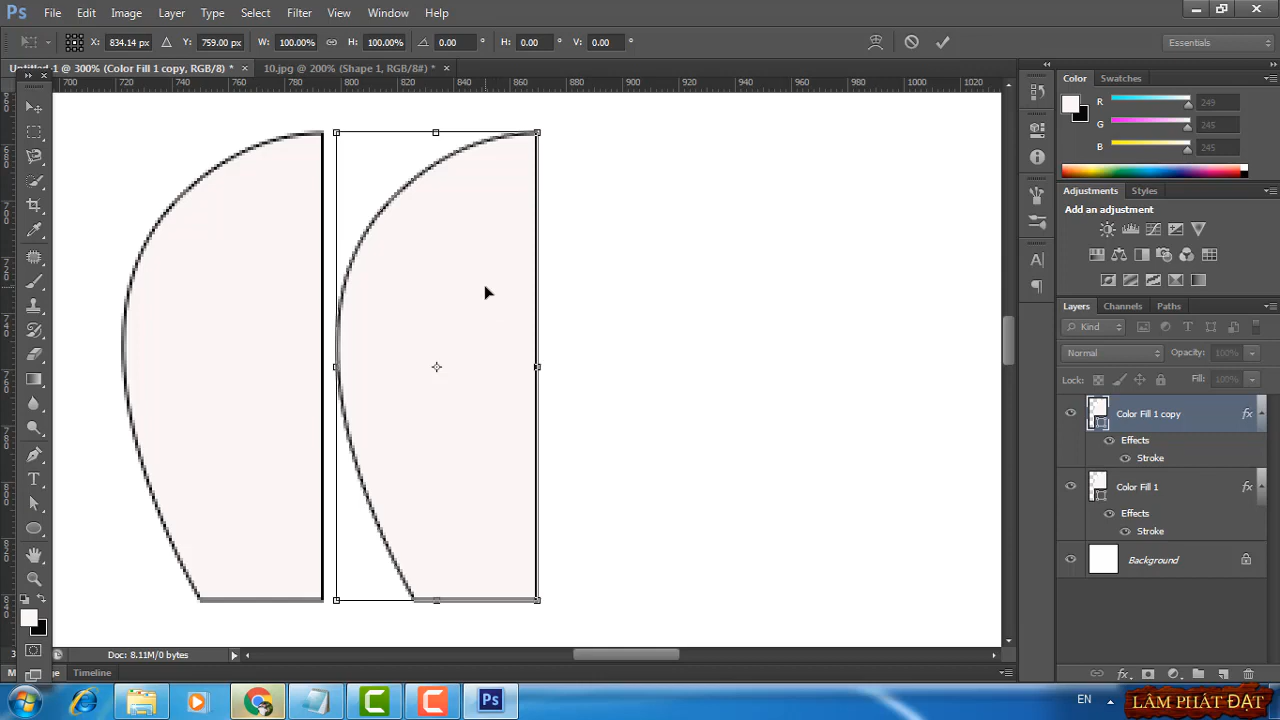 Ps File Edit Image Layer Type Select Filter View Window Help
X: 834.14 px Y: 759.00 px W: 100.00% H: 100.00% 0.00 ° H: 0.00 ° V: 0.00 ° Essentials
1 @ 300% (Color Fill 1 copy, RGB/8) * × 10.jpg @ 200% (Shape 1, RGB/8#) * ×
700 720 740 760 780 800 820 840 860 880 900 920 940 960 980 1000 1020
Color Swatches
R 249
G 245
B 245
Adjustments Styles
Add an adjustment
Layers Channels Paths
Kind
Normal Opacity: 100%
Lock: Fill: 100%
Color Fill 1 copy fx
Effects
Stroke
Color Fill 1 fx
Effects
Stroke
Background
Doc: 8.11M/0 bytes
Timeline
Ps
EN
LÂM PHÁT ĐẠT